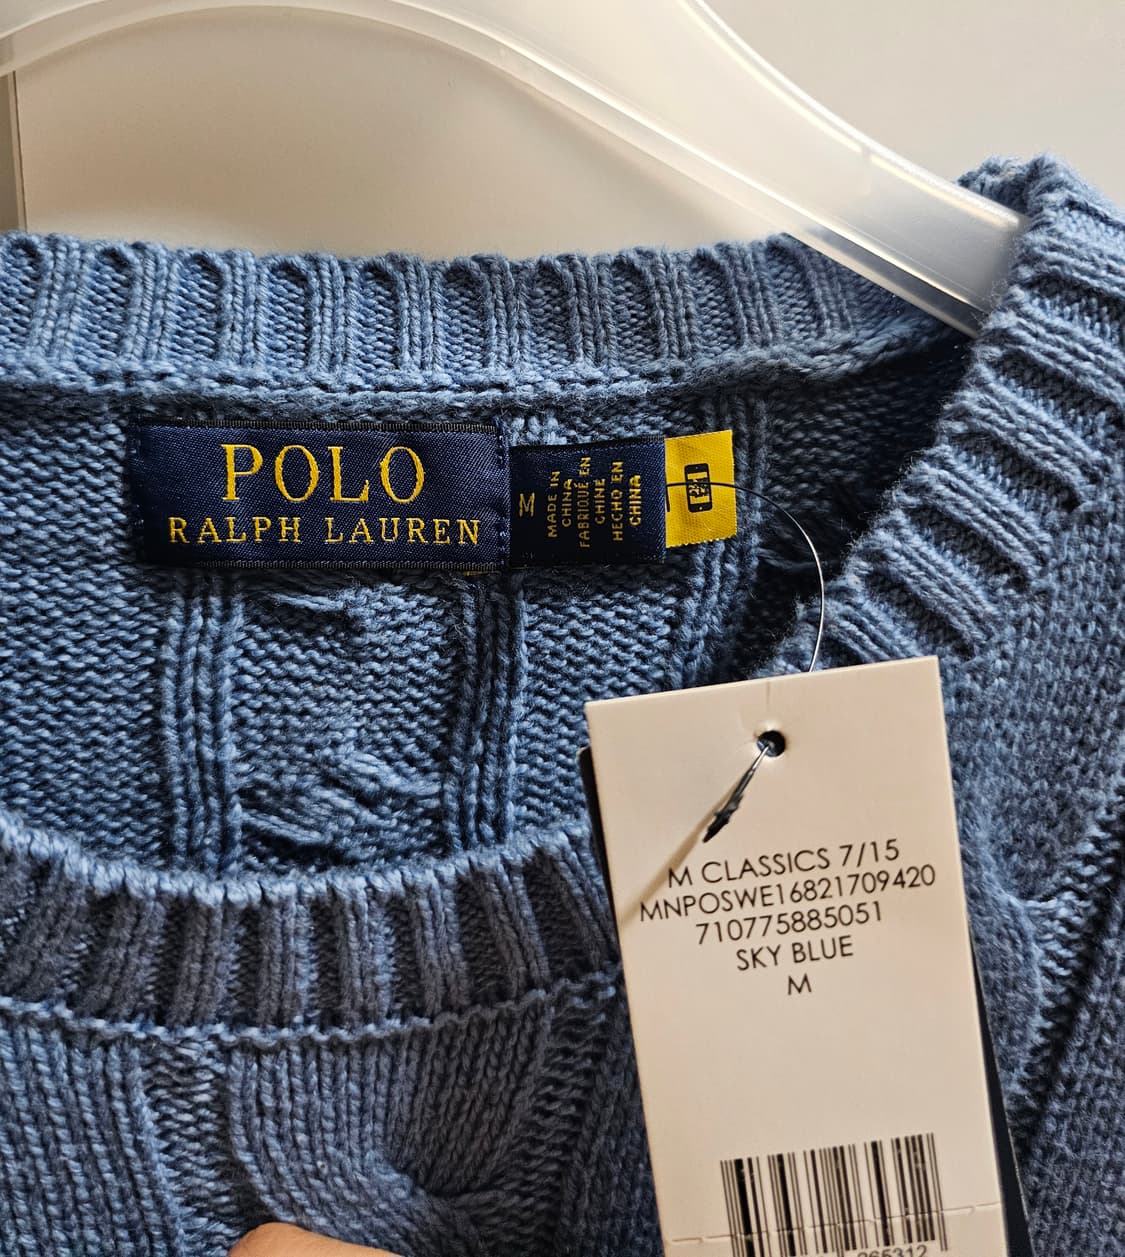 POLO
RALPH LAUREN
M
MADE IN
CHINA
FABRIQUÉ EN
CHINE
HECHO EN
CHINA
M CLASSICS 7/15
MNPOSWE16821709420
710775885051
SKY BLUE
M